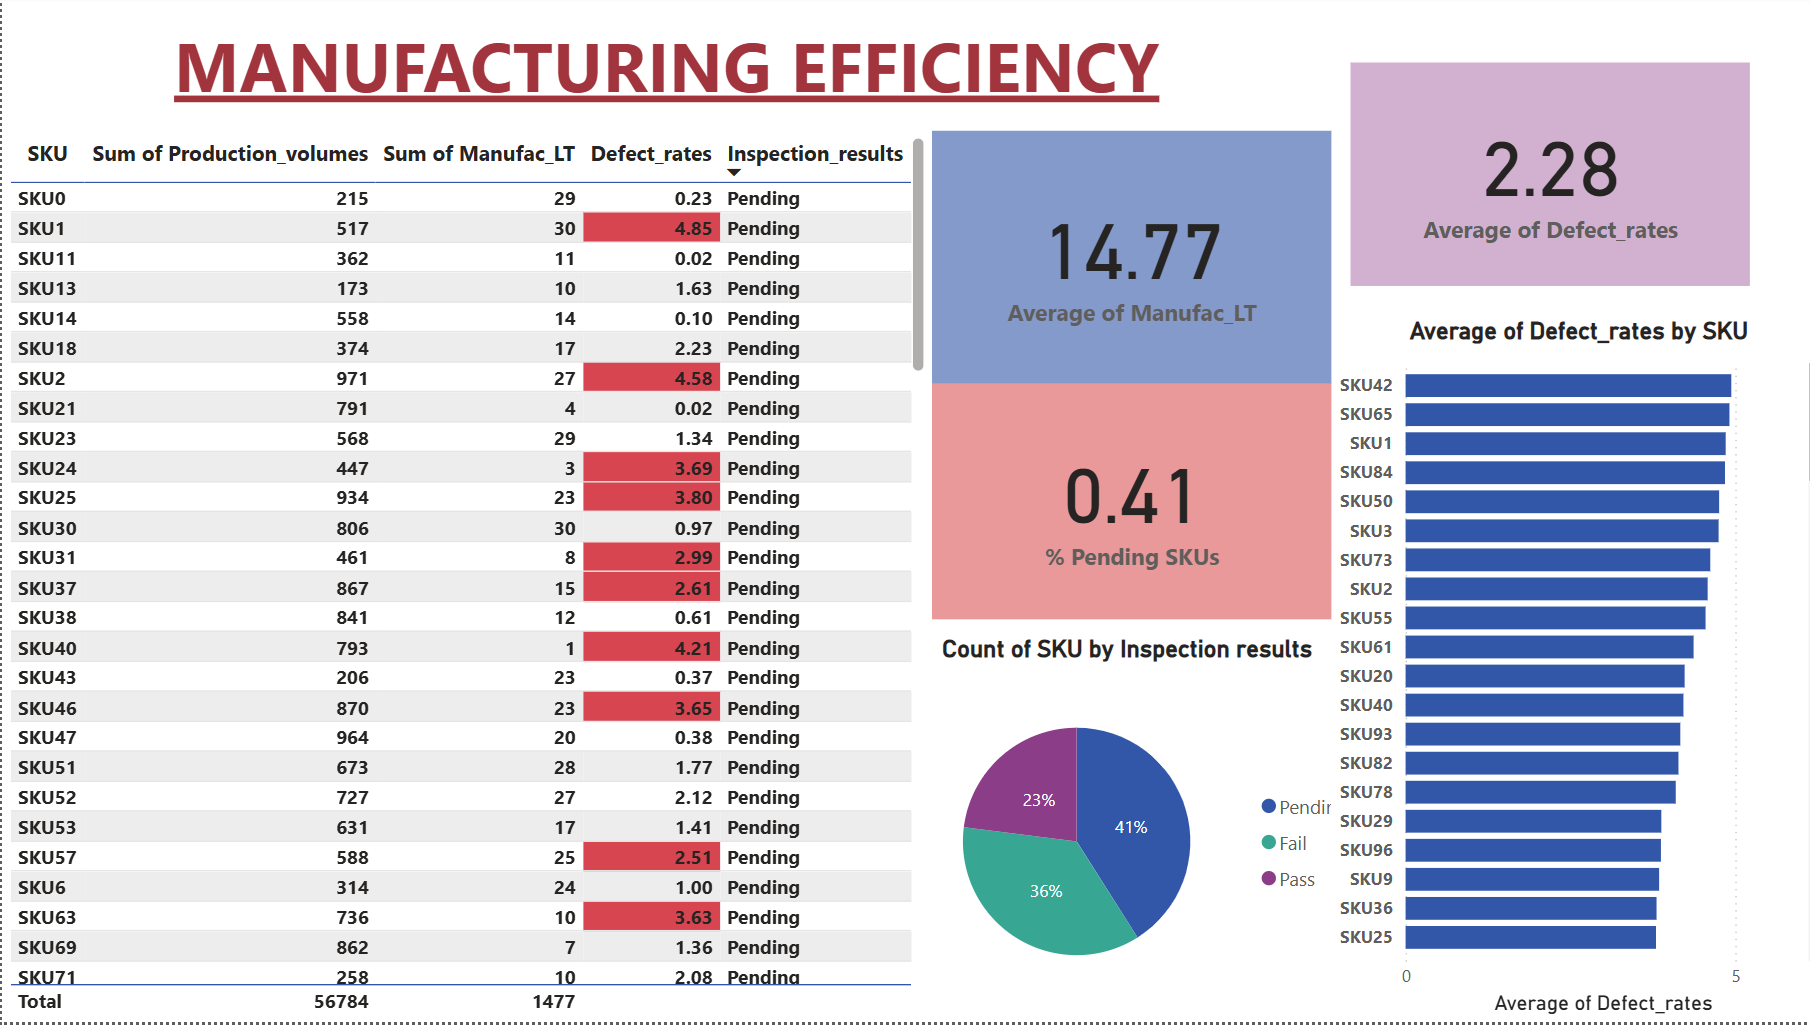 MANUFACTURING EFFICIENCY
SKU Sum of Production_volumes Sum of Manufac_LT Defect_rates Inspection_results
SKU0 215 29 0.23 Pending
SKU1 517 30 4.85 Pending
SKU11 362 11 0.02 Pending
SKU13 173 10 1.63 Pending
SKU14 558 14 0.10 Pending
SKU18 374 17 2.23 Pending
SKU2 971 27 4.58 Pending
SKU21 791 4 0.02 Pending
SKU23 568 29 1.34 Pending
SKU24 447 3 3.69 Pending
SKU25 934 23 3.80 Pending
SKU30 806 30 0.97 Pending
SKU31 461 8 2.99 Pending
SKU37 867 15 2.61 Pending
SKU38 841 12 0.61 Pending
SKU40 793 1 4.21 Pending
SKU43 206 23 0.37 Pending
SKU46 870 23 3.65 Pending
SKU47 964 20 0.38 Pending
SKU51 673 28 1.77 Pending
SKU52 727 27 2.12 Pending
SKU53 631 17 1.41 Pending
SKU57 588 25 2.51 Pending
SKU6 314 24 1.00 Pending
SKU63 736 10 3.63 Pending
SKU69 862 7 1.36 Pending
SKU71 258 10 2.08 Pending
Total 56784 1477
14.77
Average of Manufac_LT
0.41
% Pending SKUs
Count of SKU by Inspection results
23%
41%
36%
Pendir
Fail
Pass
2.28
Average of Defect_rates
Average of Defect_rates by SKU
SKU42
SKU65
SKU1
SKU84
SKU50
SKU3
SKU73
SKU2
SKU55
SKU61
SKU20
SKU40
SKU93
SKU82
SKU78
SKU29
SKU96
SKU9
SKU36
SKU25
0 5
Average of Defect_rates